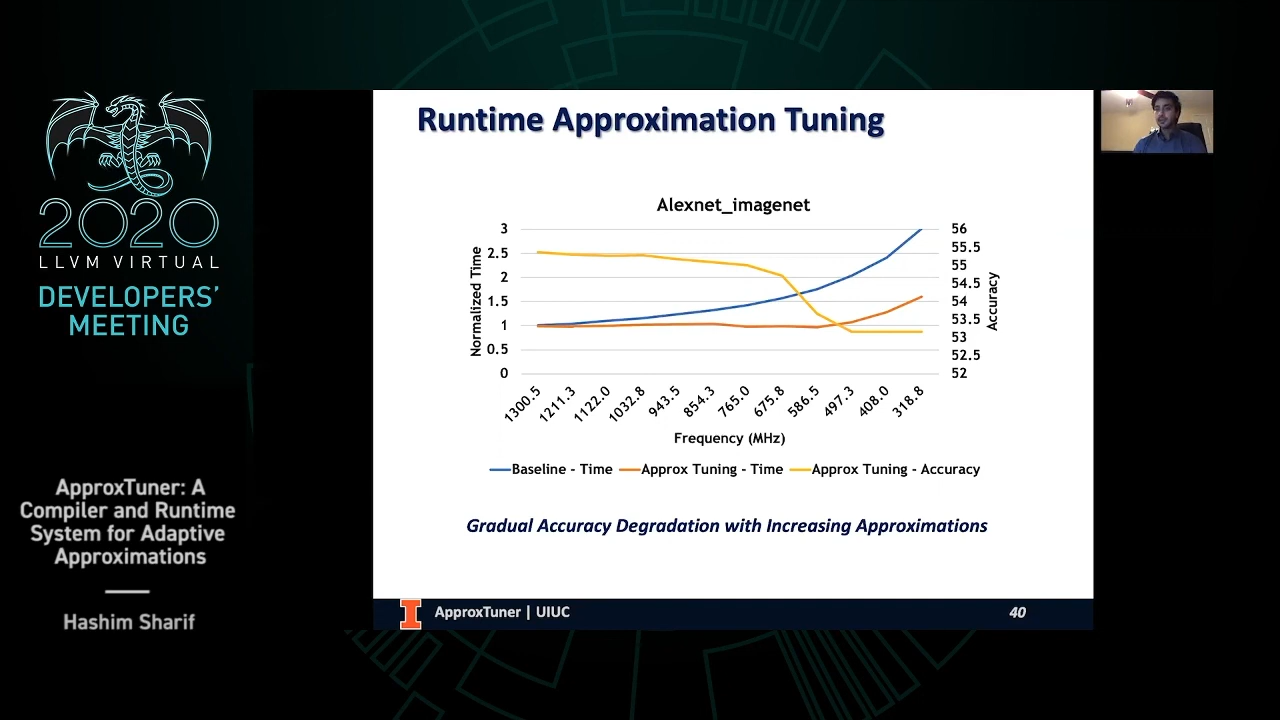 2020
LLVM VIRTUAL
DEVELOPERS'
MEETING
ApproxTuner: A
Compiler and Runtime
System for Adaptive
Approximations
Hashim Sharif
Runtime Approximation Tuning
Alexnet_imagenet
Normalized Time
3
2.5
2
1.5
1
0.5
0
56
55.5
55
54.5
54
53.5
53
52.5
52
Accuracy
1300.5
1211.3
1122.0
1032.8
943.5
854.3
765.0
675.8
586.5
497.3
408.0
318.8
Frequency (MHz)
Baseline - Time
Approx Tuning - Time
Approx Tuning - Accuracy
Gradual Accuracy Degradation with Increasing Approximations
I
ApproxTuner | UIUC
40